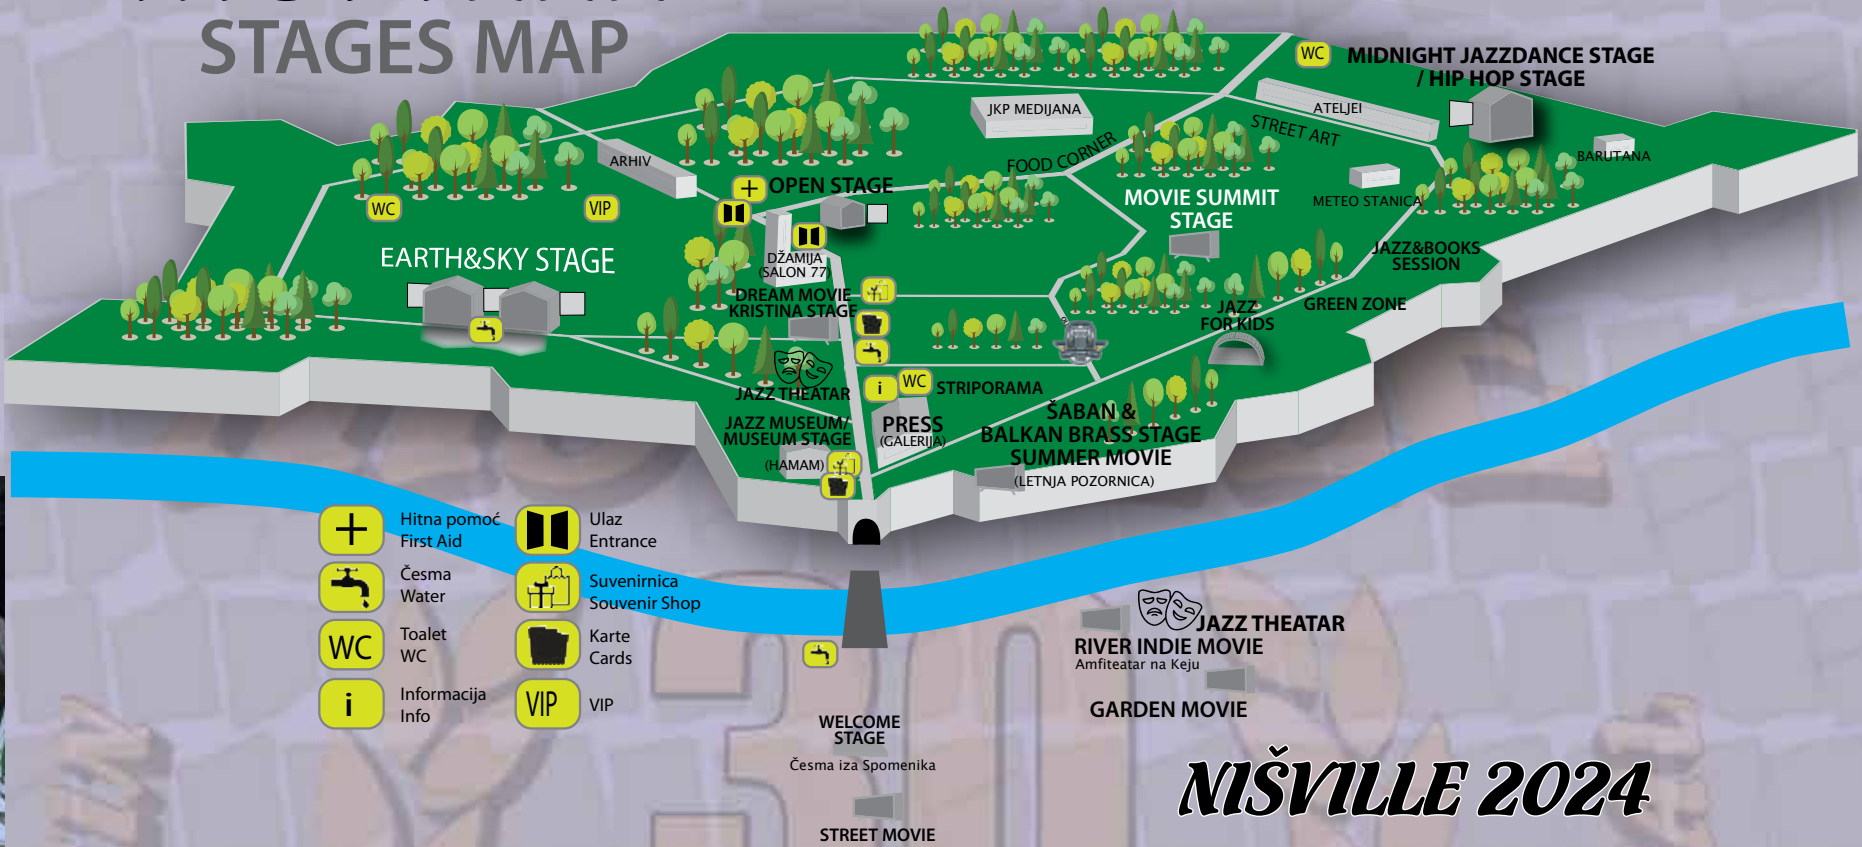 STAGES MAP
WC
MIDNIGHT JAZZDANCE STAGE
/ HIP HOP STAGE
JKP MEDIJANA
ATELJEI
STREET ART
FOOD CORNER
BARUTANA
ARHIV
METEO STANICA
OPEN STAGE
MOVIE SUMMIT
STAGE
WC
VIP
EARTH&SKY STAGE
DŽAMIJA
(SALON 77)
JAZZ&BOOKS
SESSION
DREAM MOVIE
KRISTINA STAGE
GREEN ZONE
JAZZ
FOR KIDS
JAZZ THEATAR
i
WC
STRIPORAMA
JAZZ MUSEUM/
MUSEUM STAGE
(HAMAM)
PRESS
(GALERIJA)
ŠABAN &
BALKAN BRASS STAGE
SUMMER MOVIE
(LETNJA POZORNICA)
Hitna pomoć
First Aid
Ulaz
Entrance
Česma
Water
Suvenirnica
Souvenir Shop
WC
Toalet
WC
Karte
Cards
i
Informacija
Info
VIP
VIP
JAZZ THEATAR
RIVER INDIE MOVIE
Amfiteatar na Keju
GARDEN MOVIE
WELCOME
STAGE
Česma iza Spomenika
STREET MOVIE
NIŠVILLE 2024